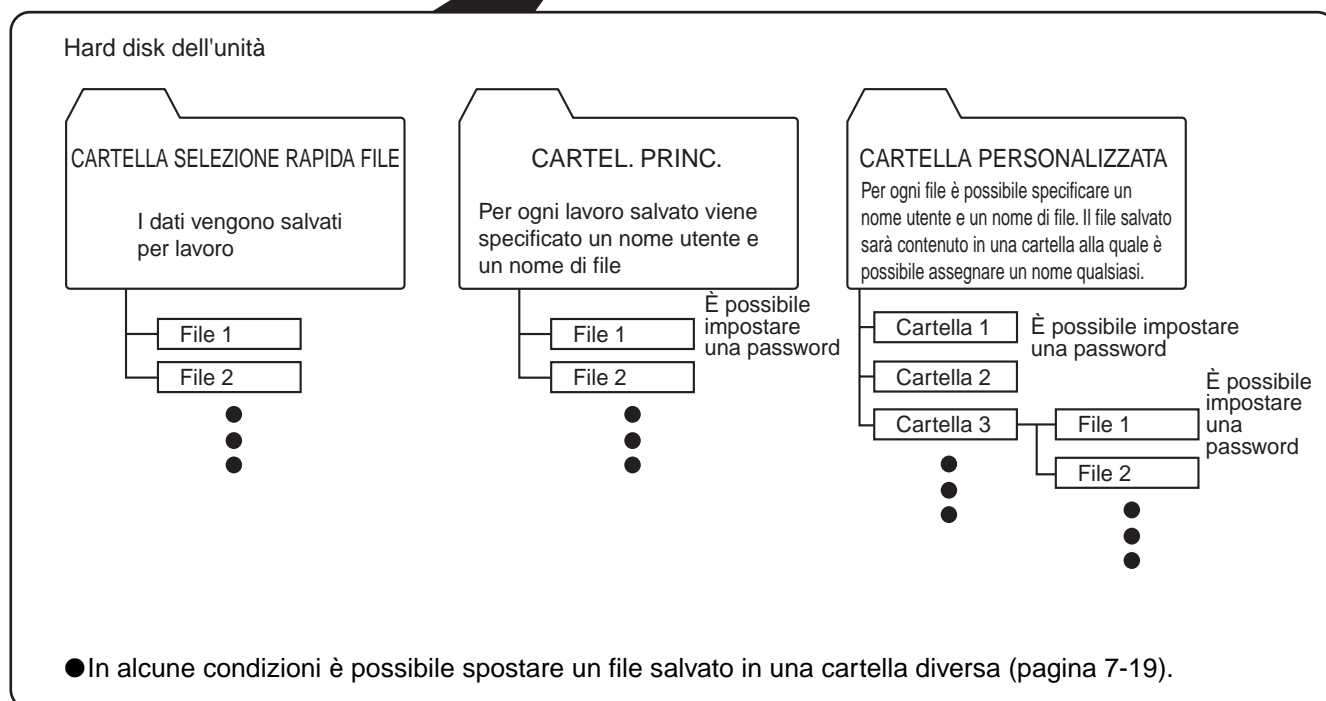 Hard disk dell'unità
CARTELLA SELEZIONE RAPIDA FILE
I dati vengono salvati
per lavoro
File 1
File 2
CARTEL. PRINC.
Per ogni lavoro salvato viene
specificato un nome utente e
un nome di file
File 1
È possibile
impostare
una password
File 2
CARTELLA PERSONALIZZATA
Per ogni file è possibile specificare un
nome utente e un nome di file. Il file salvato
sarà contenuto in una cartella alla quale è
possibile assegnare un nome qualsiasi.
Cartella 1
È possibile impostare
una password
Cartella 2
Cartella 3
File 1
È possibile
impostare
una
password
File 2
●In alcune condizioni è possibile spostare un file salvato in una cartella diversa (pagina 7-19).